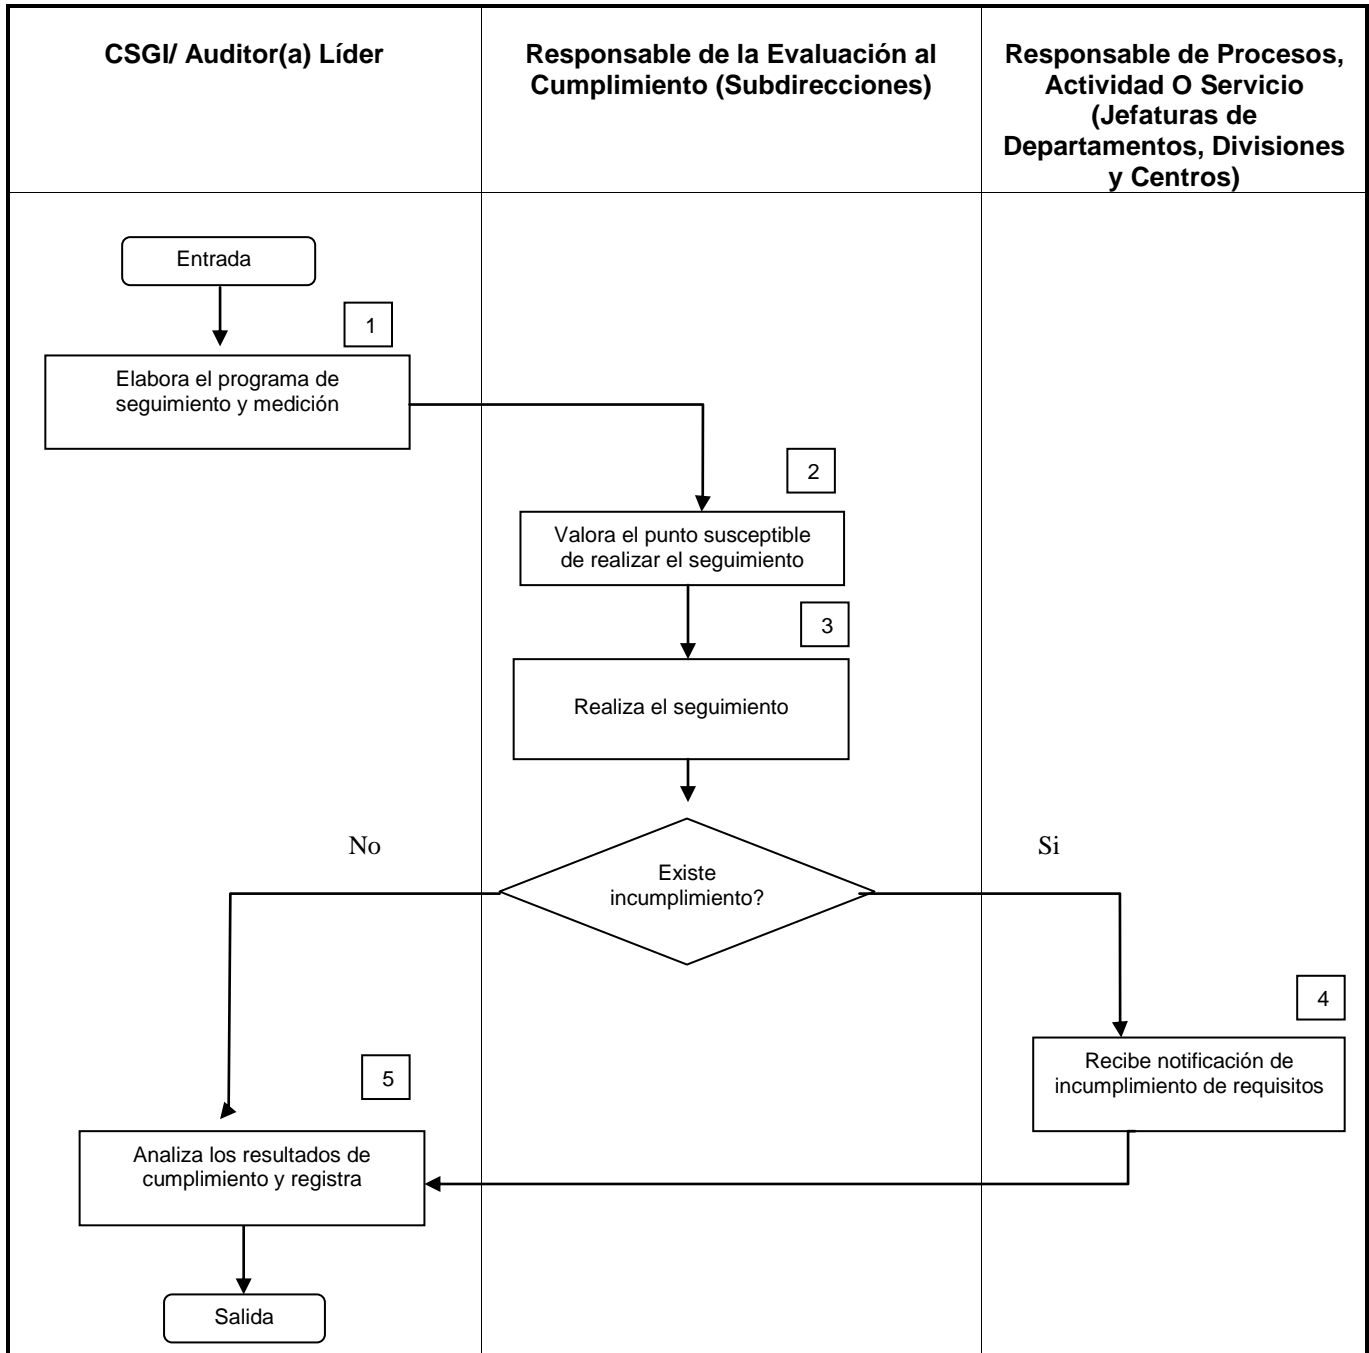 CSGI/ Auditor(a) Líder
Responsable de la Evaluación al
Cumplimiento (Subdirecciones)
Responsable de Procesos,
Actividad O Servicio
(Jefaturas de
Departamentos, Divisiones
y Centros)
Entrada
1
Elabora el programa de
seguimiento y medición
2
Valora el punto susceptible
de realizar el seguimiento
3
Realiza el seguimiento
No
Existe
incumplimiento?
Si
4
Recibe notificación de
incumplimiento de requisitos
5
Analiza los resultados de
cumplimiento y registra
Salida